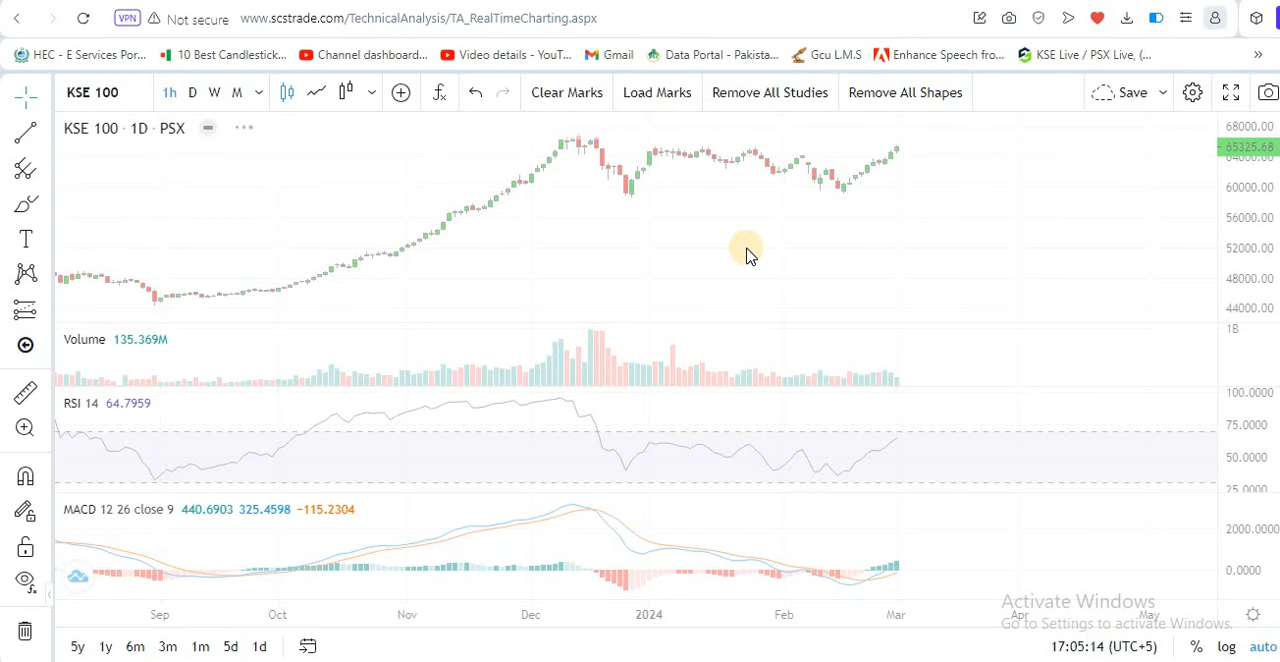 VPN Not secure www.scstrade.com/TechnicalAnalysis/TA_RealTimeCharting.aspx
HEC - E Services Por... 10 Best Candlestick... Channel dashboard... Video details - YouT... Gmail Data Portal - Pakista... Gcu L.M.S Enhance Speech fro... KSE Live / PSX Live, (... »
KSE 100 1h D W M Clear Marks Load Marks Remove All Studies Remove All Shapes Save
KSE 100 · 1D · PSX
68000.00
65325.68
64000.00
60000.00
56000.00
52000.00
48000.00
44000.00
Volume 135.369M
1B
RSI 14 64.7959
100.0000
75.0000
50.0000
25.0000
MACD 12 26 close 9 440.6903 325.4598 −115.2304
2000.0000
0.0000
Sep Oct Nov Dec 2024 Feb Mar Apr May
Activate Windows
Go to Settings to activate Windows.
5y 1y 6m 3m 1m 5d 1d 17:05:14 (UTC+5) % log auto